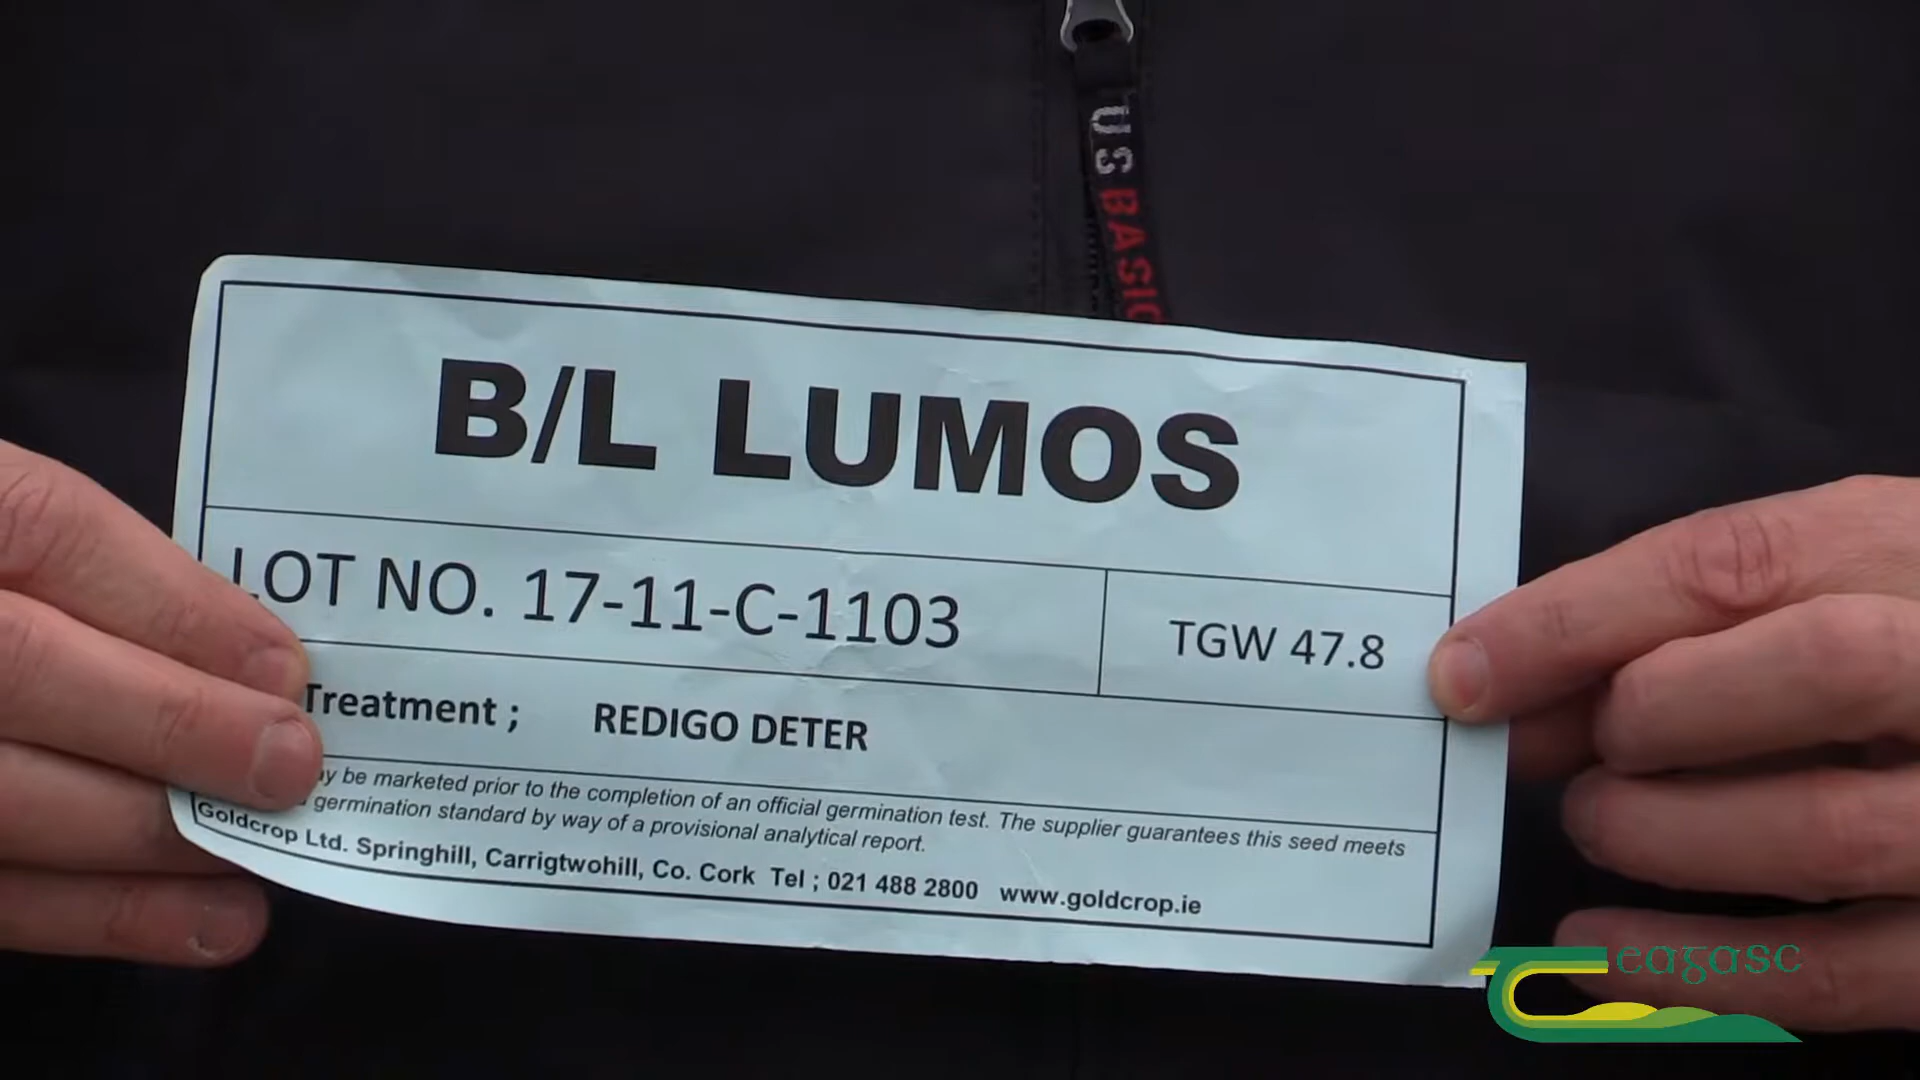 US BASIC
B/L LUMOS
LOT NO. 17-11-C-1103
TGW 47.8
Treatment ; REDIGO DETER
be marketed prior to the completion of an official germination test. The supplier guarantees this seed meets
germination standard by way of a provisional analytical report.
Goldcrop Ltd. Springhill, Carrigtwohill, Co. Cork Tel ; 021 488 2800 www.goldcrop.ie
eagasc